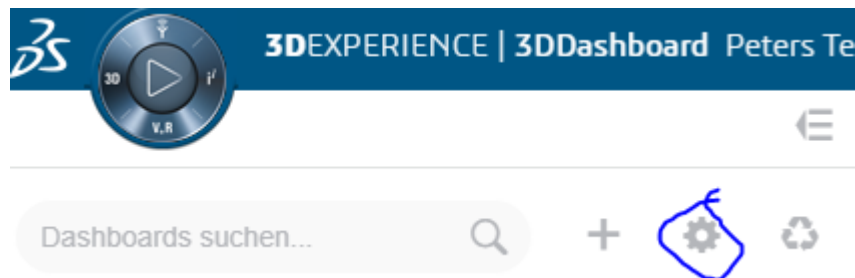 3DEXPERIENCE | 3DDashboard Peters Te
3D
i'
V,R
Dashboards suchen...